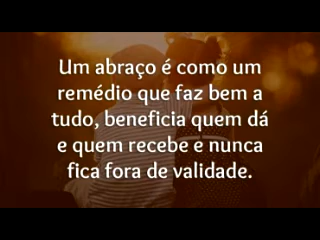 Um abraço é como um
remédio que faz bem a
tudo, beneficia quem dá
e quem recebe e nunca
fica fora de validade.